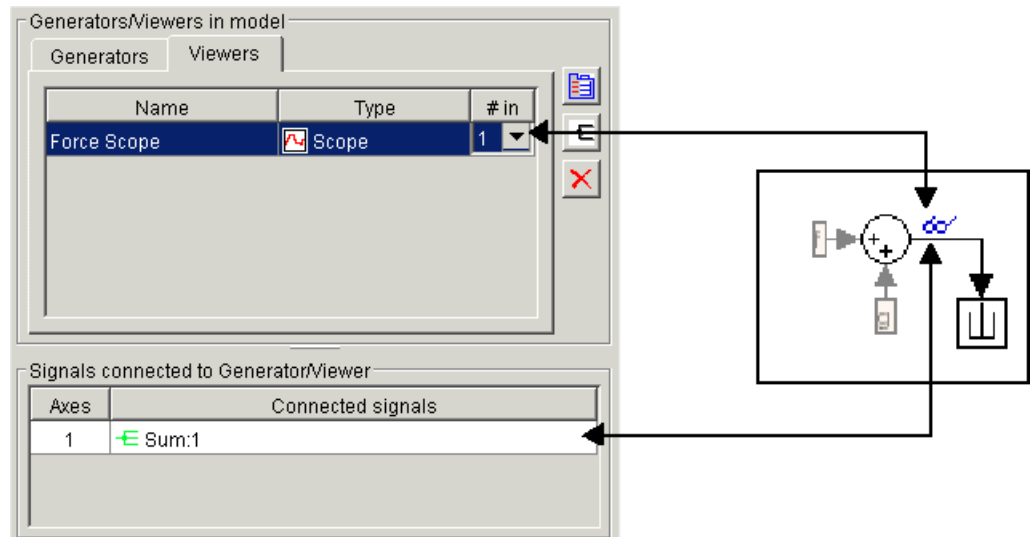 Generators/Viewers in model
Generators Viewers
Name Type # in
Force Scope Scope 1
+ +
g
Signals connected to Generator/Viewer
Axes Connected signals
1 Sum:1